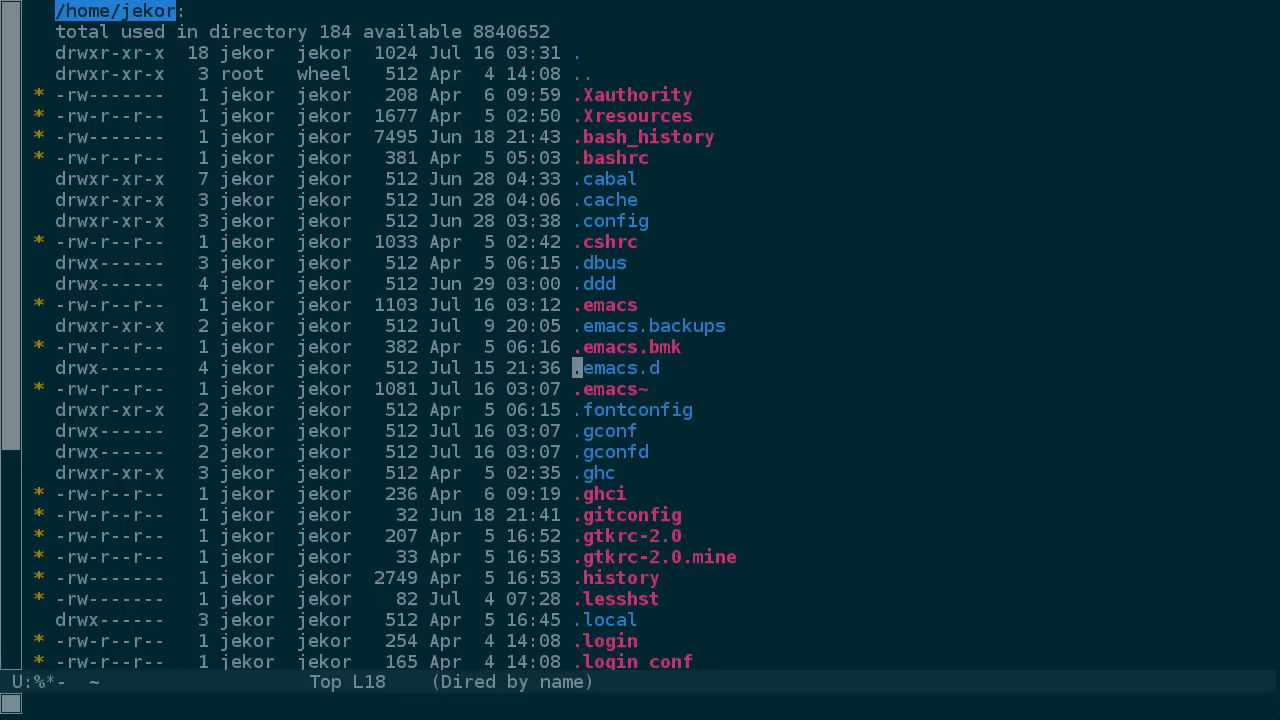 /home/jekor:
total used in directory 184 available 8840652
drwxr-xr-x  18 jekor  jekor  1024 Jul 16 03:31 .
drwxr-xr-x   3 root   wheel   512 Apr  4 14:08 ..
* -rw-------   1 jekor  jekor   208 Apr  6 09:59 .Xauthority
* -rw-r--r--   1 jekor  jekor  1677 Apr  5 02:50 .Xresources
* -rw-------   1 jekor  jekor  7495 Jun 18 21:43 .bash_history
* -rw-r--r--   1 jekor  jekor   381 Apr  5 05:03 .bashrc
drwxr-xr-x   7 jekor  jekor   512 Jun 28 04:33 .cabal
drwxr-xr-x   3 jekor  jekor   512 Jun 28 04:06 .cache
drwxr-xr-x   3 jekor  jekor   512 Jun 28 03:38 .config
* -rw-r--r--   1 jekor  jekor  1033 Apr  5 02:42 .cshrc
drwx------   3 jekor  jekor   512 Apr  5 06:15 .dbus
drwx------   4 jekor  jekor   512 Jun 29 03:00 .ddd
* -rw-r--r--   1 jekor  jekor  1103 Jul 16 03:12 .emacs
drwxr-xr-x   2 jekor  jekor   512 Jul  9 20:05 .emacs.backups
* -rw-r--r--   1 jekor  jekor   382 Apr  5 06:16 .emacs.bmk
drwx------   4 jekor  jekor   512 Jul 15 21:36 .emacs.d
* -rw-r--r--   1 jekor  jekor  1081 Jul 16 03:07 .emacs~
drwxr-xr-x   2 jekor  jekor   512 Apr  5 06:15 .fontconfig
drwx------   2 jekor  jekor   512 Jul 16 03:07 .gconf
drwx------   2 jekor  jekor   512 Jul 16 03:07 .gconfd
drwxr-xr-x   3 jekor  jekor   512 Apr  5 02:35 .ghc
* -rw-r--r--   1 jekor  jekor   236 Apr  6 09:19 .ghci
* -rw-r--r--   1 jekor  jekor    32 Jun 18 21:41 .gitconfig
* -rw-r--r--   1 jekor  jekor   207 Apr  5 16:52 .gtkrc-2.0
* -rw-r--r--   1 jekor  jekor    33 Apr  5 16:53 .gtkrc-2.0.mine
* -rw-------   1 jekor  jekor  2749 Apr  5 16:53 .history
* -rw-------   1 jekor  jekor    82 Jul  4 07:28 .lesshst
drwx------   3 jekor  jekor   512 Apr  5 16:45 .local
* -rw-r--r--   1 jekor  jekor   254 Apr  4 14:08 .login
* -rw-r--r--   1 jekor  jekor   165 Apr  4 14:08 .login_conf
U:%*-  ~                   Top L18    (Dired by name)